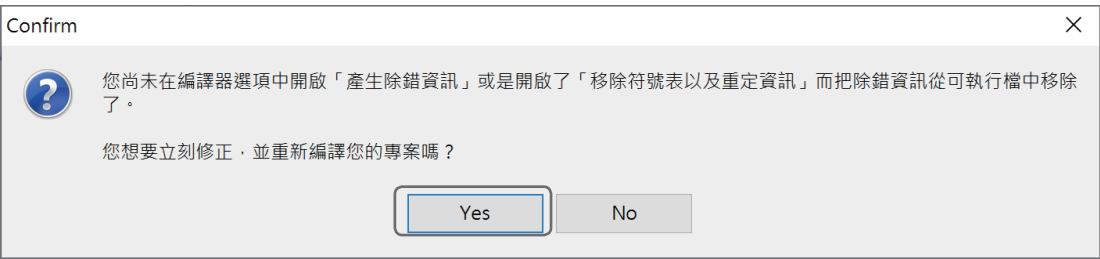 Confirm
您尚未在編譯器選項中開啟「產生除錯資訊」或是開啟了「移除符號表以及重定資訊」而把除錯資訊從可執行檔中移除
了。
您想要立刻修正，並重新編譯您的專案嗎？
Yes
No